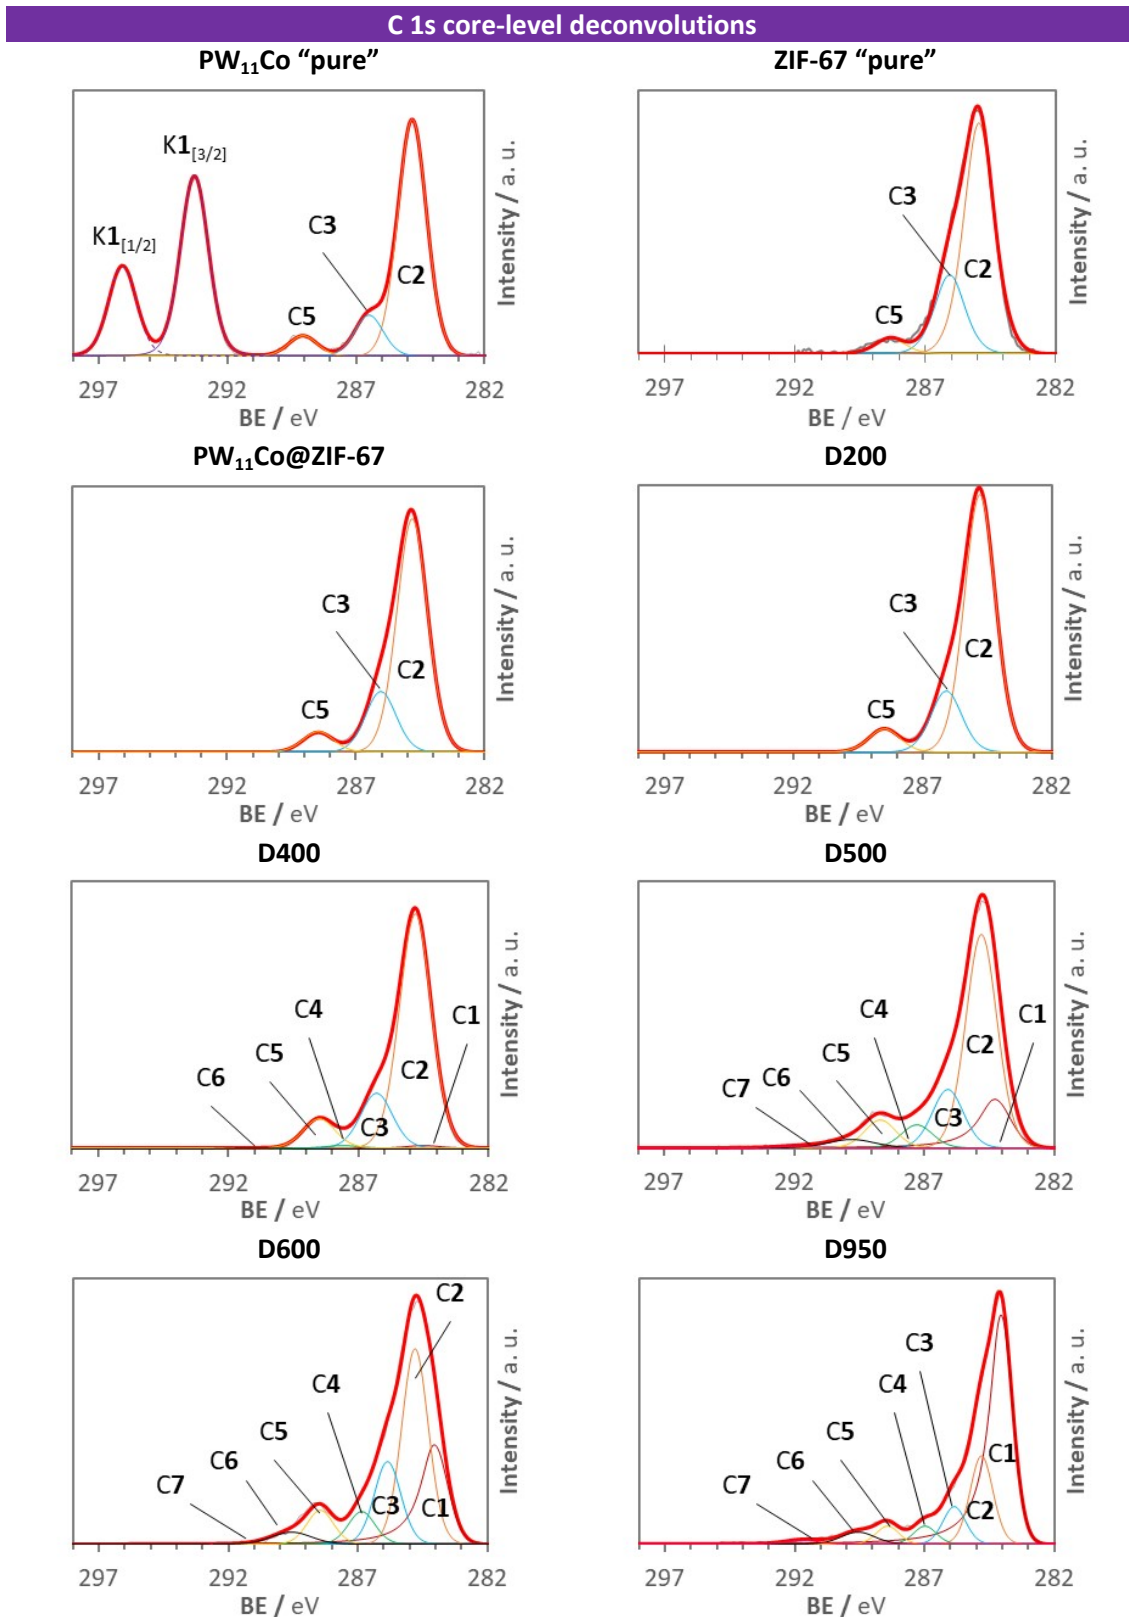 C 1s core-level deconvolutions
PW11Co “pure”
ZIF-67 “pure”
K1[3/2]
K1[1/2]
C3
C2
C5
Intensity / a. u.
297 292 287 282
BE / eV
C3
C2
C5
Intensity / a. u.
297 292 287 282
BE / eV
PW11Co@ZIF-67
D200
C3
C2
C5
Intensity / a. u.
297 292 287 282
BE / eV
C3
C2
C5
Intensity / a. u.
297 292 287 282
BE / eV
D400
D500
C4
C1
C5
C6
C2
C3
Intensity / a. u.
297 292 287 282
BE / eV
C4
C1
C5
C2
C6
C7
C3
Intensity / a. u.
297 292 287 282
BE / eV
D600
D950
C2
C4
C5
C6
C7
C3
C1
Intensity / a. u.
297 292 287 282
BE / eV
C3
C4
C5
C1
C6
C7
C2
Intensity / a. u.
297 292 287 282
BE / eV